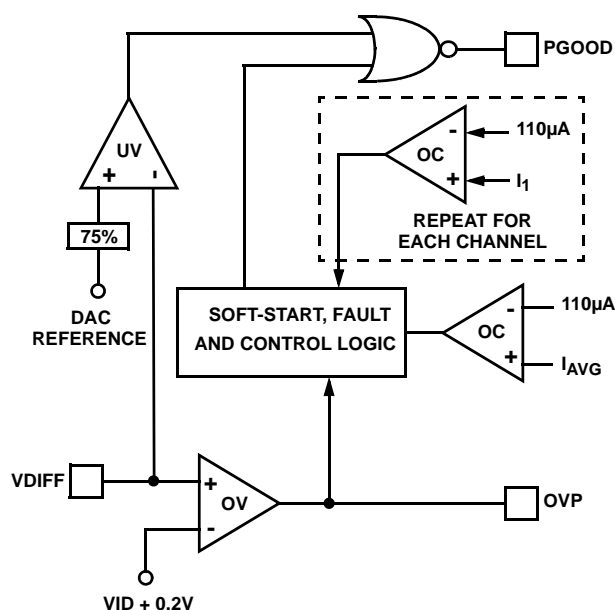 PGOOD
UV
+ -
75%
DAC
REFERENCE
- 110µA
OC
+ I1
REPEAT FOR
EACH CHANNEL
SOFT-START, FAULT
AND CONTROL LOGIC
- 110µA
OC
+ IAVG
VDIFF
+
OV
-
OVP
VID + 0.2V